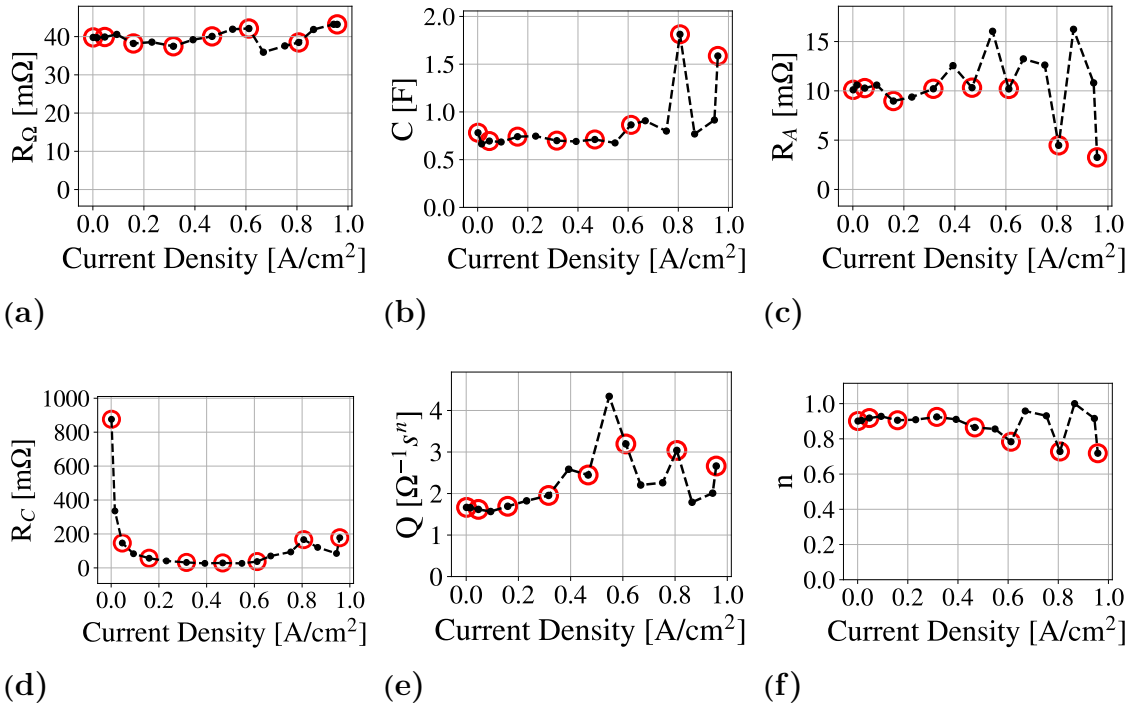 R_Ω [mΩ]
40
20
0
0.0 0.2 0.4 0.6 0.8 1.0
Current Density [A/cm²]
(a)
C [F]
2.0
1.5
1.0
0.5
0.0
0.0 0.2 0.4 0.6 0.8 1.0
Current Density [A/cm²]
(b)
R_A [mΩ]
15
10
5
0
0.0 0.2 0.4 0.6 0.8 1.0
Current Density [A/cm²]
(c)
R_C [mΩ]
1000
800
600
400
200
0
0.0 0.2 0.4 0.6 0.8 1.0
Current Density [A/cm²]
(d)
Q [Ω⁻¹sⁿ]
4
3
2
1
0
0.0 0.2 0.4 0.6 0.8 1.0
Current Density [A/cm²]
(e)
n
1.0
0.8
0.6
0.4
0.2
0.0
0.0 0.2 0.4 0.6 0.8 1.0
Current Density [A/cm²]
(f)